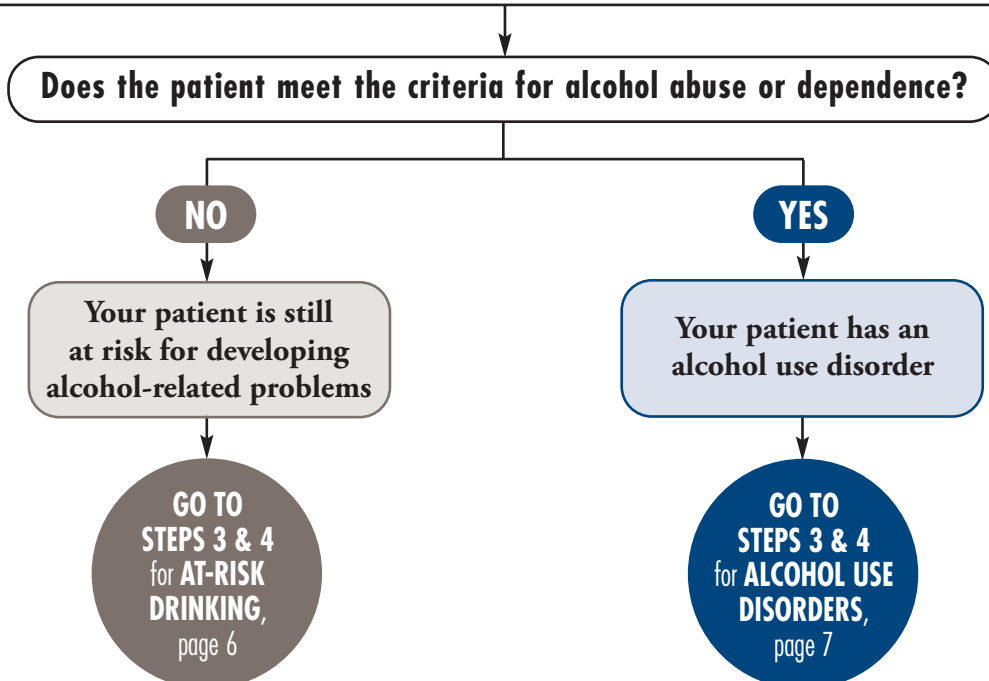 Does the patient meet the criteria for alcohol abuse or dependence?
NO
YES
Your patient is still
at risk for developing
alcohol-related problems
Your patient has an
alcohol use disorder
GO TO
STEPS 3 & 4
for AT-RISK
DRINKING,
page 6
GO TO
STEPS 3 & 4
for ALCOHOL USE
DISORDERS,
page 7